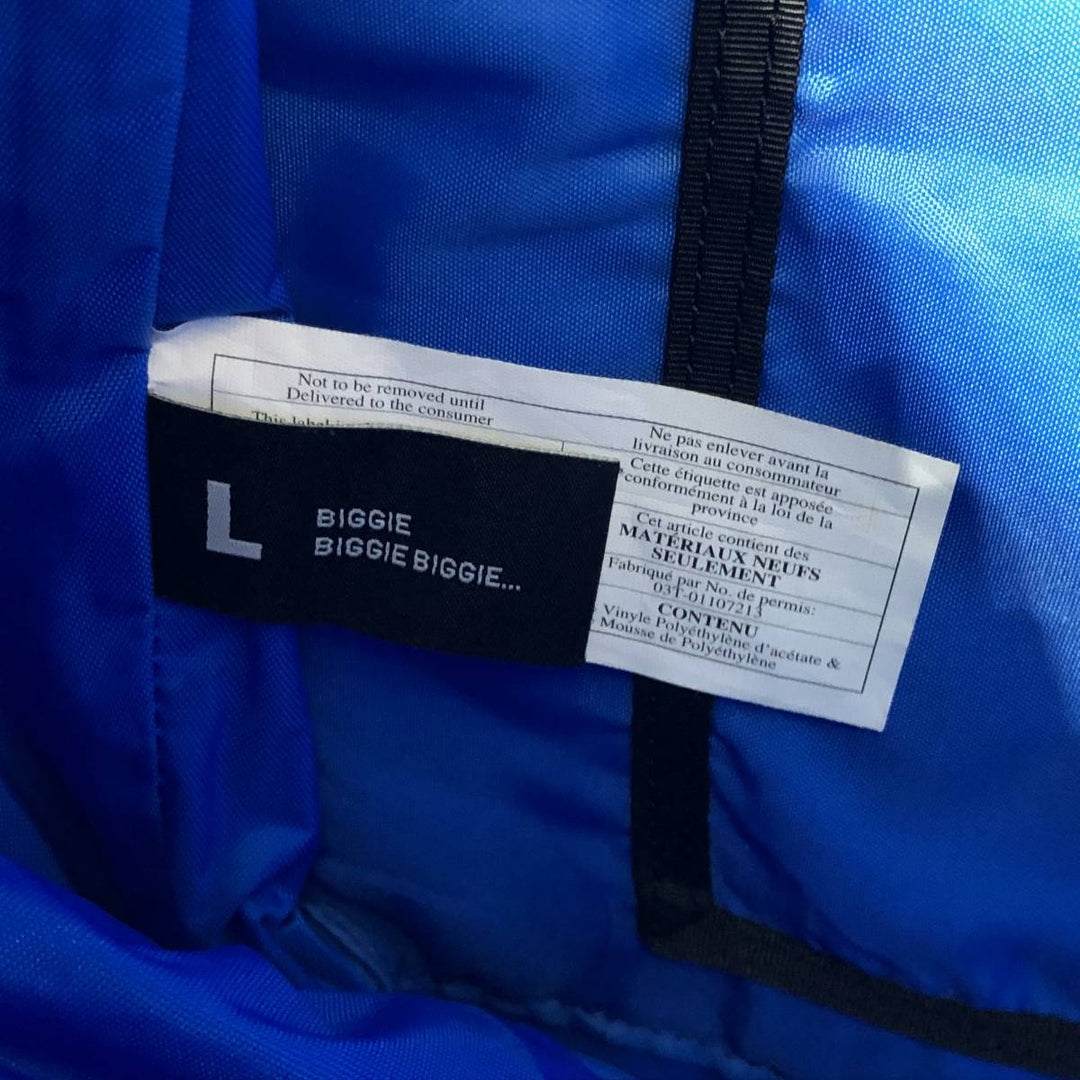 Not to be removed until
Delivered to the consumer
This
L
BIGGIE
BIGGIE BIGGIE...
Ne pas enlever avant la
livraison au consommateur
Cette étiquette est apposée
conformément à la loi de la
province
Cet article contient des
MATÉRIAUX NEUFS
SEULEMENT
Fabriqué par No. de permis:
03T-01107213
CONTENU
Vinyle Polyéthylène d'acétate &
Mousse de Polyéthylène